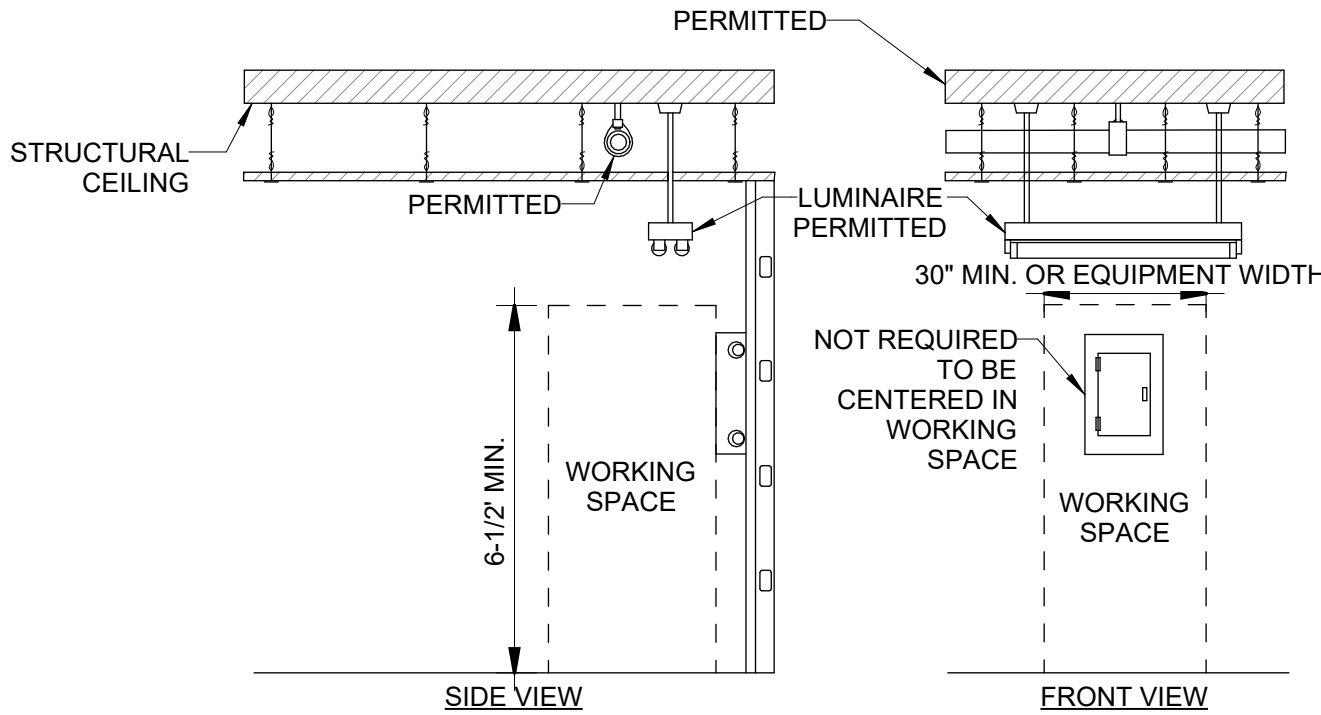 PERMITTED
STRUCTURAL
CEILING
PERMITTED
LUMINAIRE
PERMITTED
30" MIN. OR EQUIPMENT WIDTH
NOT REQUIRED
TO BE
CENTERED IN
WORKING
SPACE
6-1/2' MIN.
WORKING
SPACE
WORKING
SPACE
SIDE VIEW
FRONT VIEW